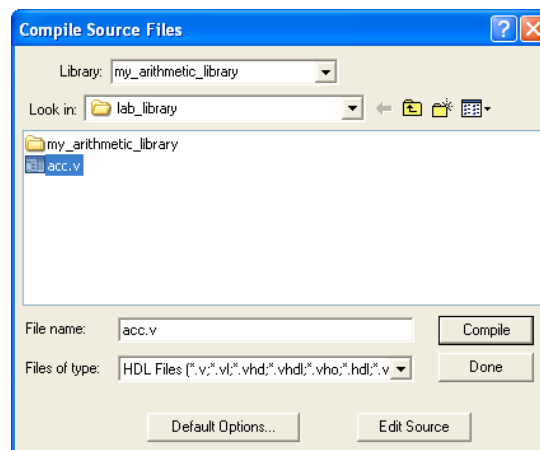 Compile Source Files
Library: my_arithmetic_library
Look in: lab_library
my_arithmetic_library
acc.v
File name: acc.v Compile
Files of type: HDL Files (*.v;*.vl;*.vhd;*.vhdl;*.vho;*.hdl;*.v Done
Default Options... Edit Source